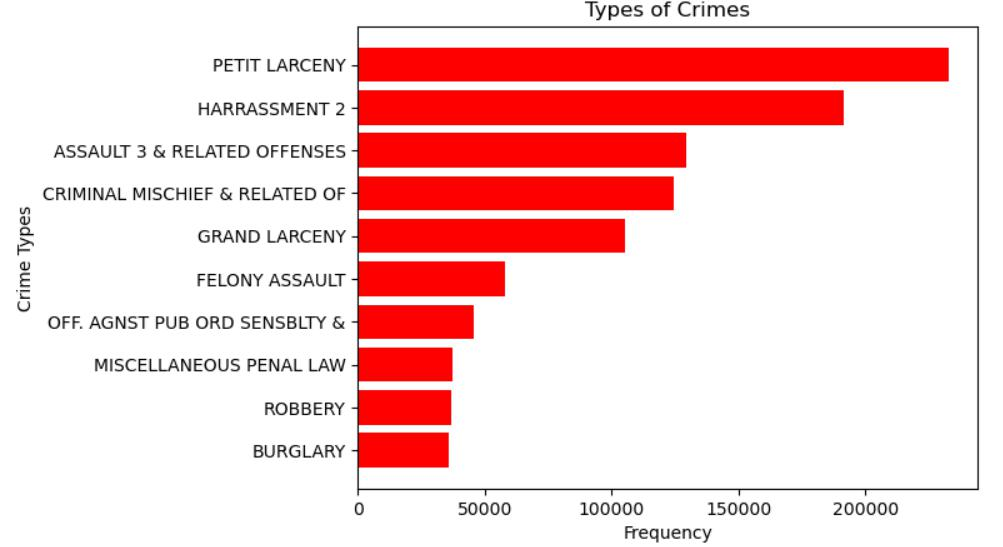 Types of Crimes
PETIT LARCENY
HARRASSMENT 2
ASSAULT 3 & RELATED OFFENSES
CRIMINAL MISCHIEF & RELATED OF
GRAND LARCENY
FELONY ASSAULT
OFF. AGNST PUB ORD SENSBLTY &
MISCELLANEOUS PENAL LAW
ROBBERY
BURGLARY
Crime Types
0 50000 100000 150000 200000
Frequency